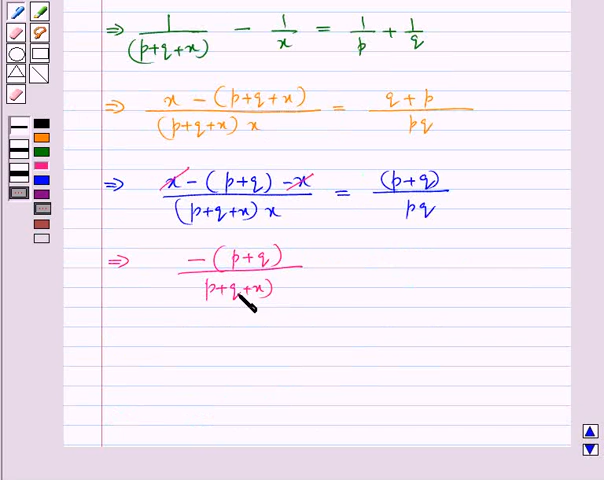 ⇒ 1/(p+q+x) − 1/x = 1/p + 1/q
⇒ x − (p+q+x)/(p+q+x) x = q + p/pq
⇒ x − (p+q) − x/(p+q+x) x = (p+q)/pq
⇒ −(p+q)/p+q+x)